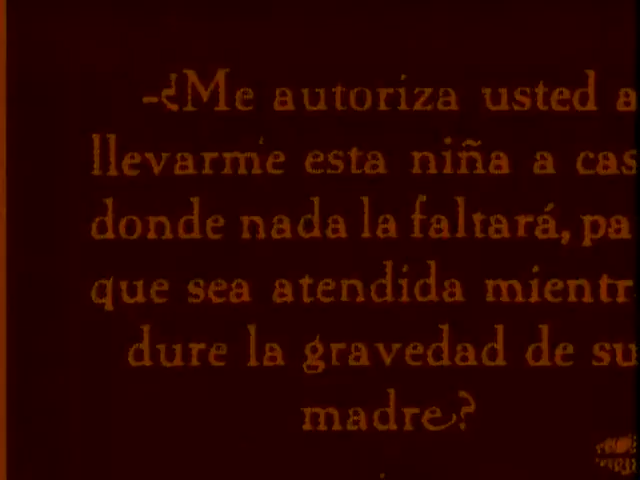 -¿Me autoriza usted a
llevarme esta niña a cas
donde nada la faltará, pa
que sea atendida mientr
dure la gravedad de su
madre?